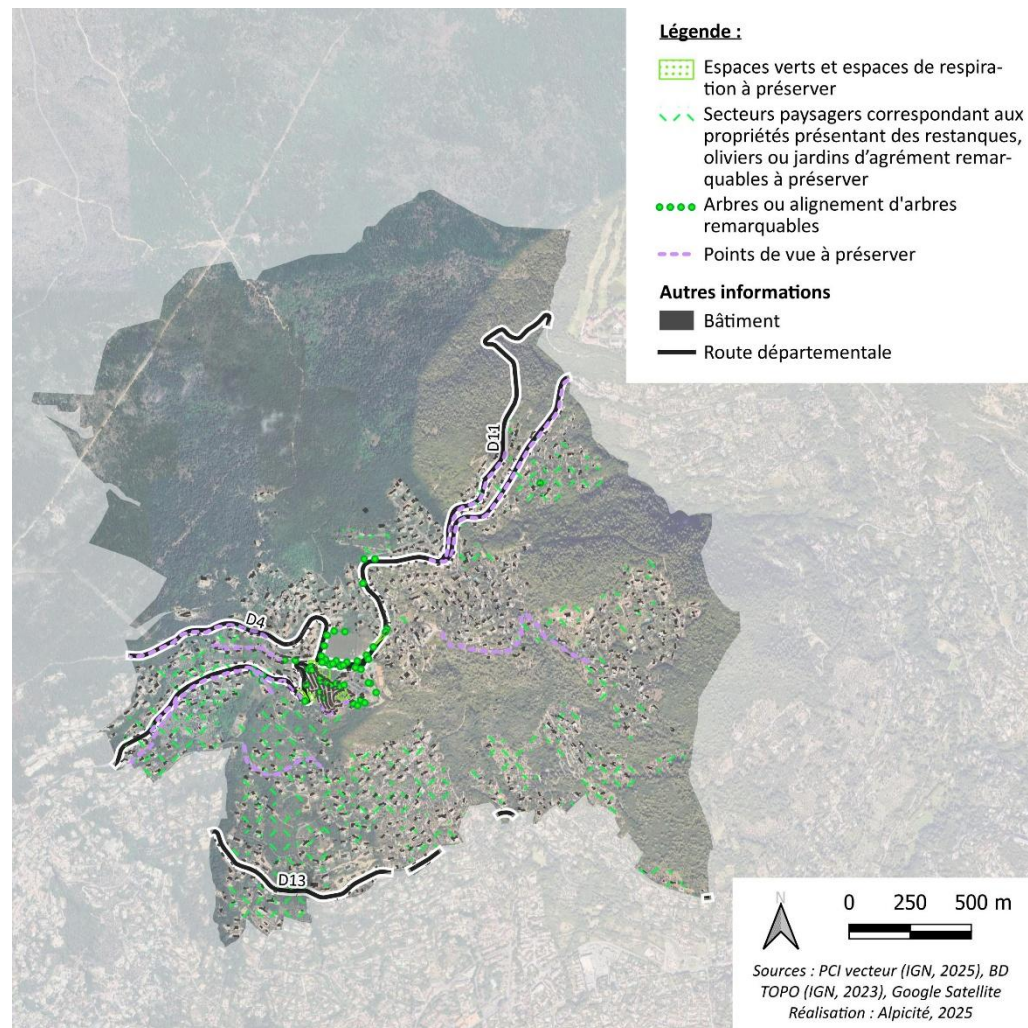 Légende :
Espaces verts et espaces de respira-
tion à préserver
Secteurs paysagers correspondant aux
propriétés présentant des restanques,
oliviers ou jardins d'agrément remar-
quables à préserver
Arbres ou alignement d'arbres
remarquables
Points de vue à préserver
Autres informations
Bâtiment
Route départementale
D11
D4
D13
N
0 250 500 m
Sources : PCI vecteur (IGN, 2025), BD
TOPO (IGN, 2023), Google Satellite
Réalisation : Alpicité, 2025